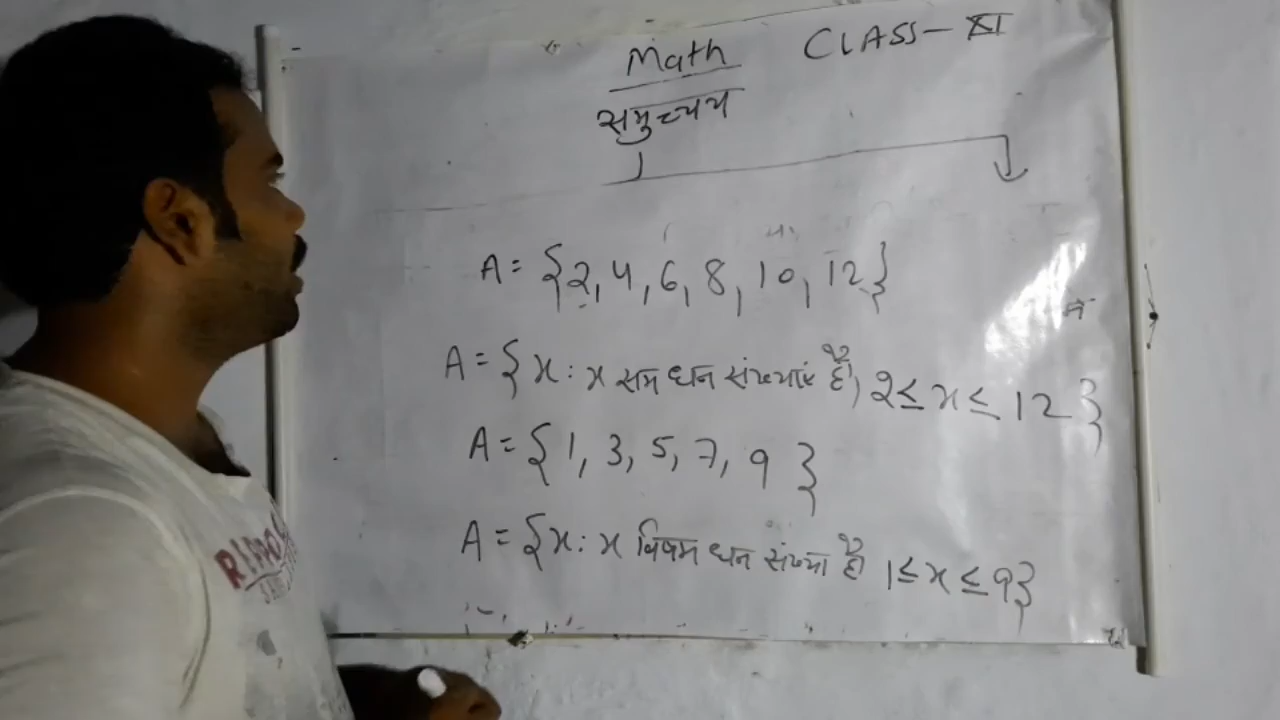 Math CLASS-XI
समुच्चय
A = {2, 4, 6, 8, 10, 12}
A = {x : x सम धन संख्याएं है, 2 ≤ x ≤ 12}
A = {1, 3, 5, 7, 9}
A = {x : x विषम धन संख्या है 1 ≤ x ≤ 9}